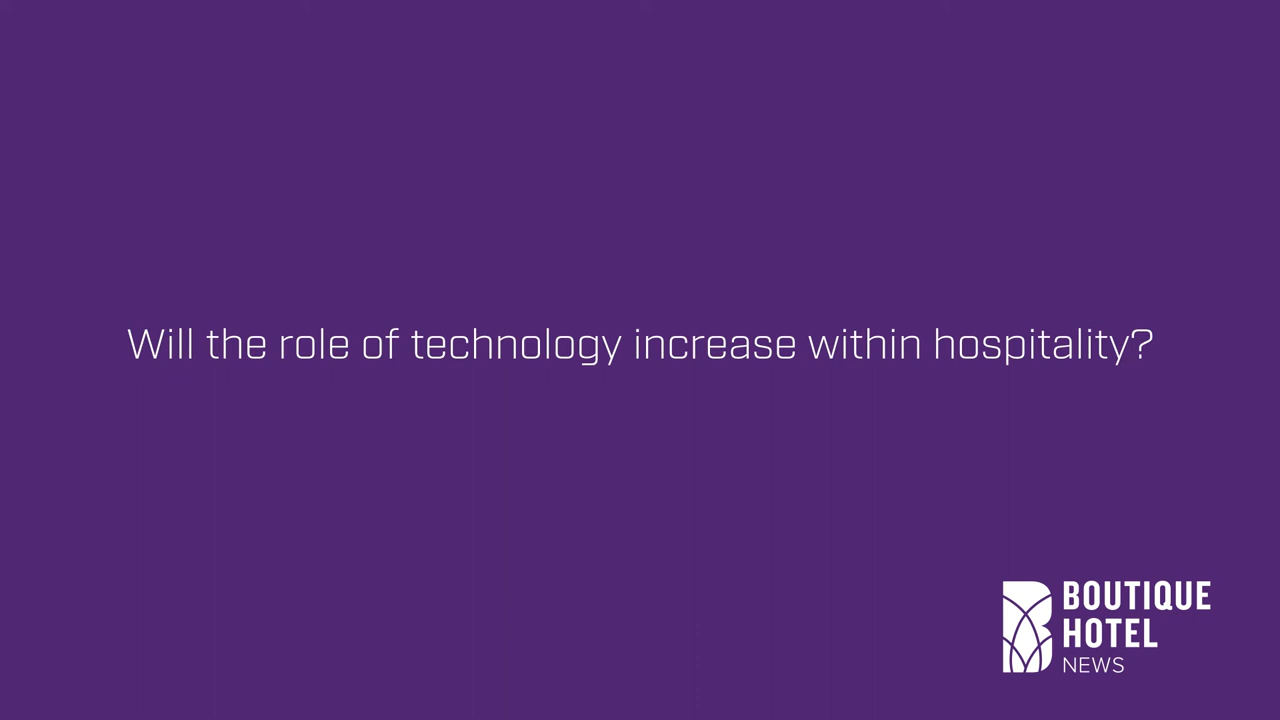 Will the role of technology increase within hospitality?
BOUTIQUE
HOTEL
NEWS